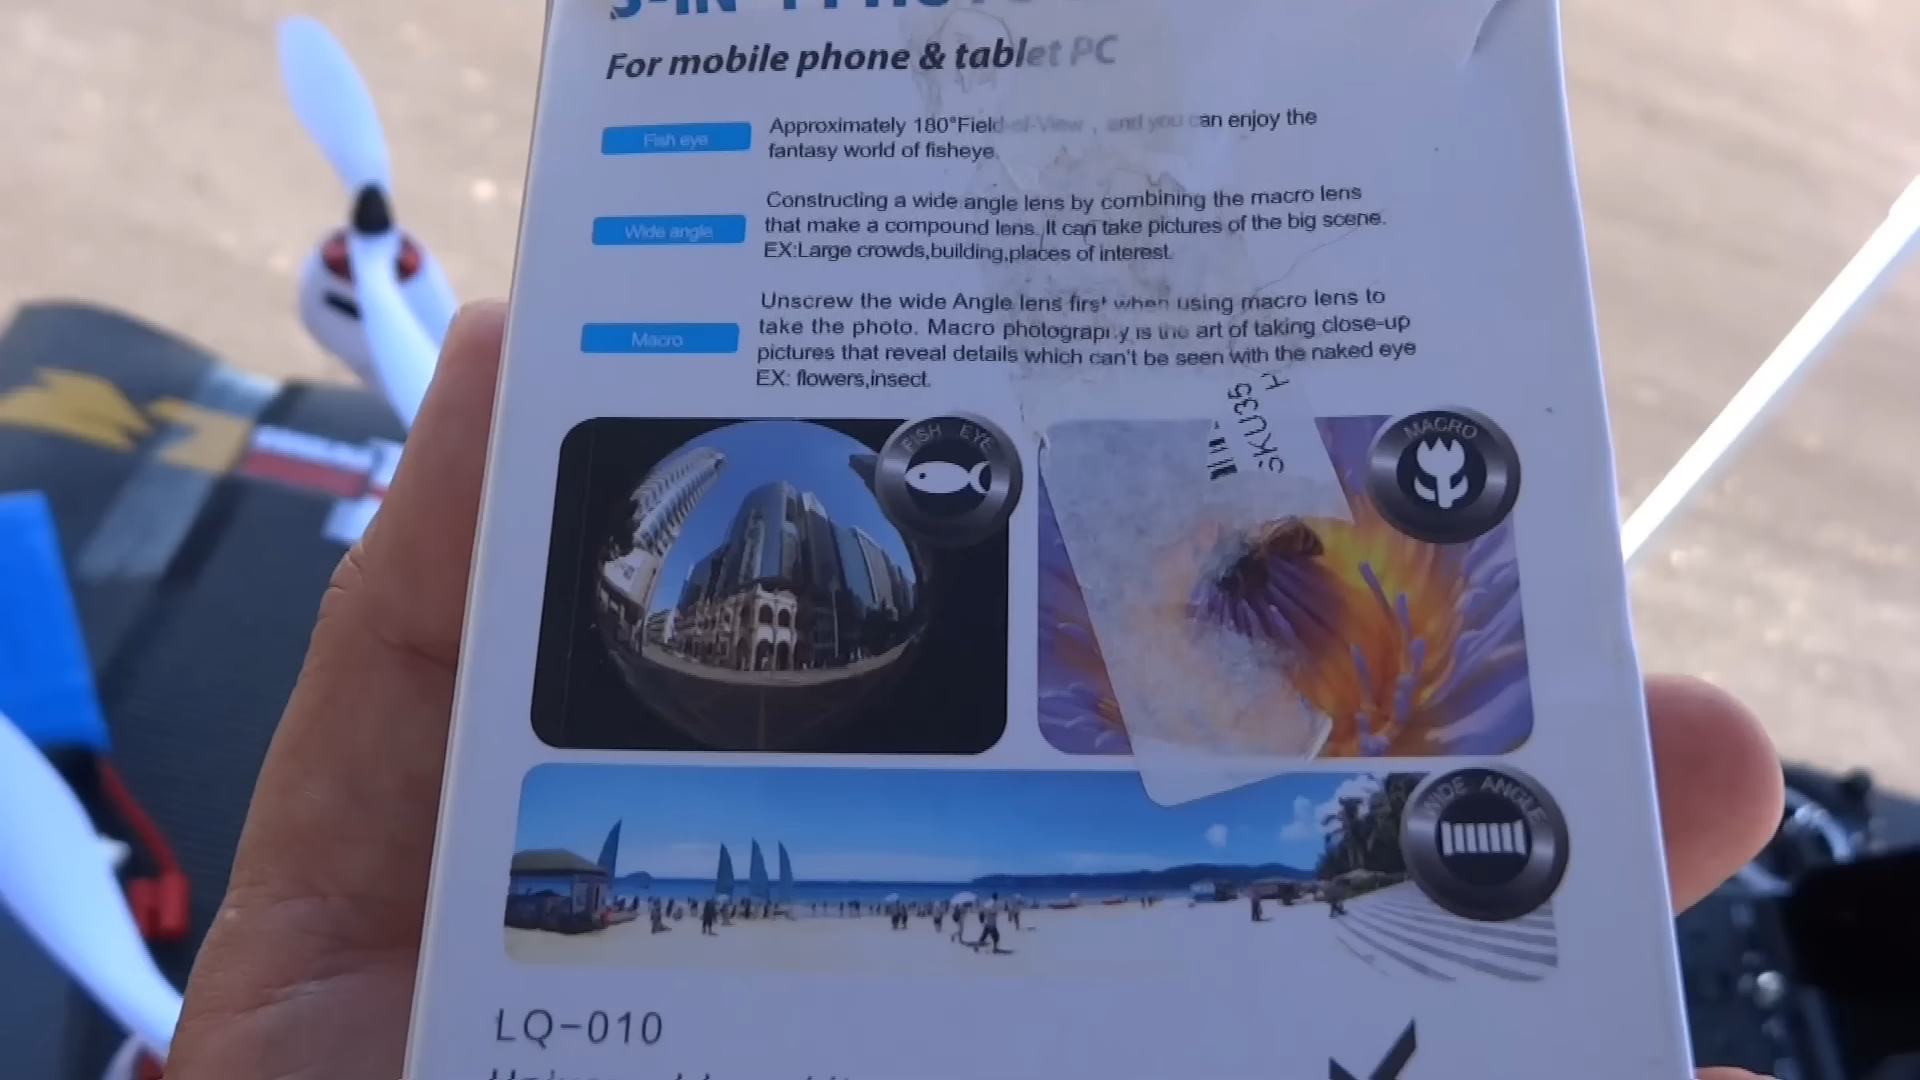 For mobile phone & tablet PC
Fish eye
Approximately 180°Field-of-View , and you can enjoy the
fantasy world of fisheye.
Wide angle
Constructing a wide angle lens by combining the macro lens
that make a compound lens. It can take pictures of the big scene.
EX:Large crowds,building,places of interest.
Macro
Unscrew the wide Angle lens first when using macro lens to
take the photo. Macro photography is the art of taking close-up
pictures that reveal details which can't be seen with the naked eye
EX: flowers,insect.
SKU35
FISH EYE
MACRO
WIDE ANGLE
LQ-010